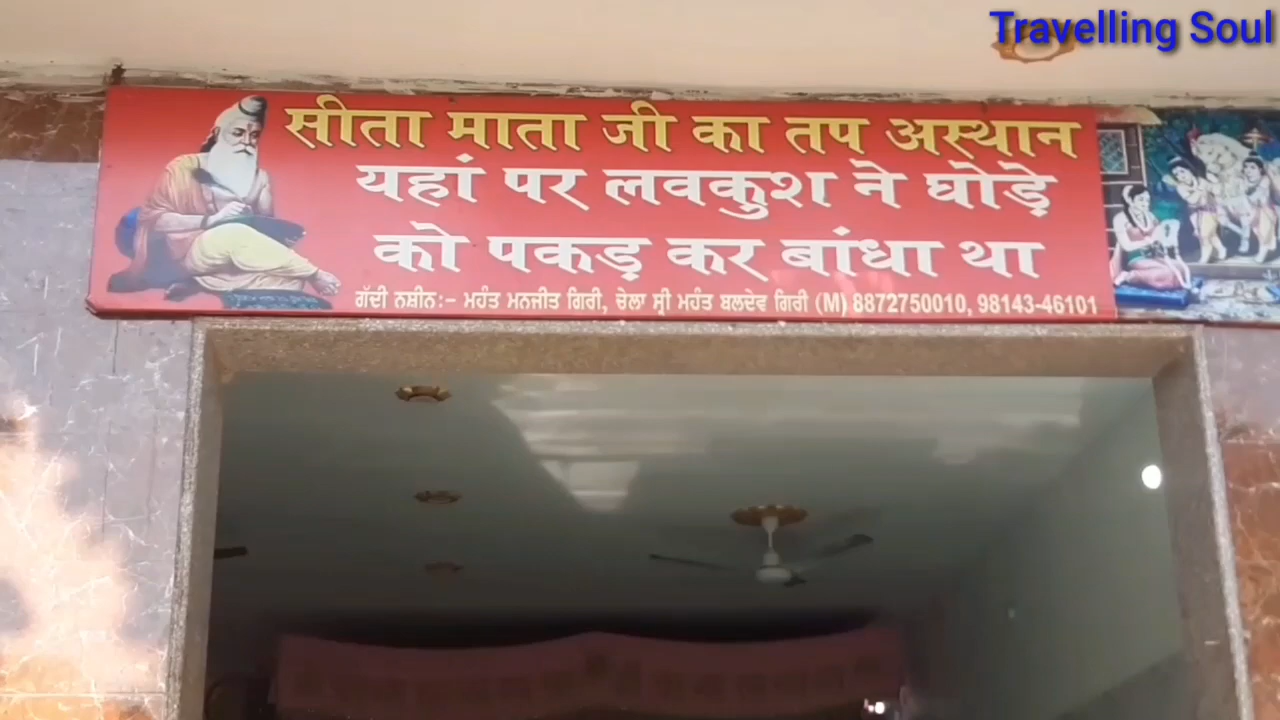 Travelling Soul
सीता माता जी का तप अस्थान
यहां पर लवकुश ने घोड़े
को पकड़ कर बांधा था
ਗੱਦੀ ਨਸ਼ੀਨ:- ਮਹੰਤ ਮਨਜੀਤ ਗਿਰੀ, ਚੇਲਾ ਸ੍ਰੀ ਮਹੰਤ ਬਲਦੇਵ ਗਿਰੀ (M) 8872750010, 98143-46101